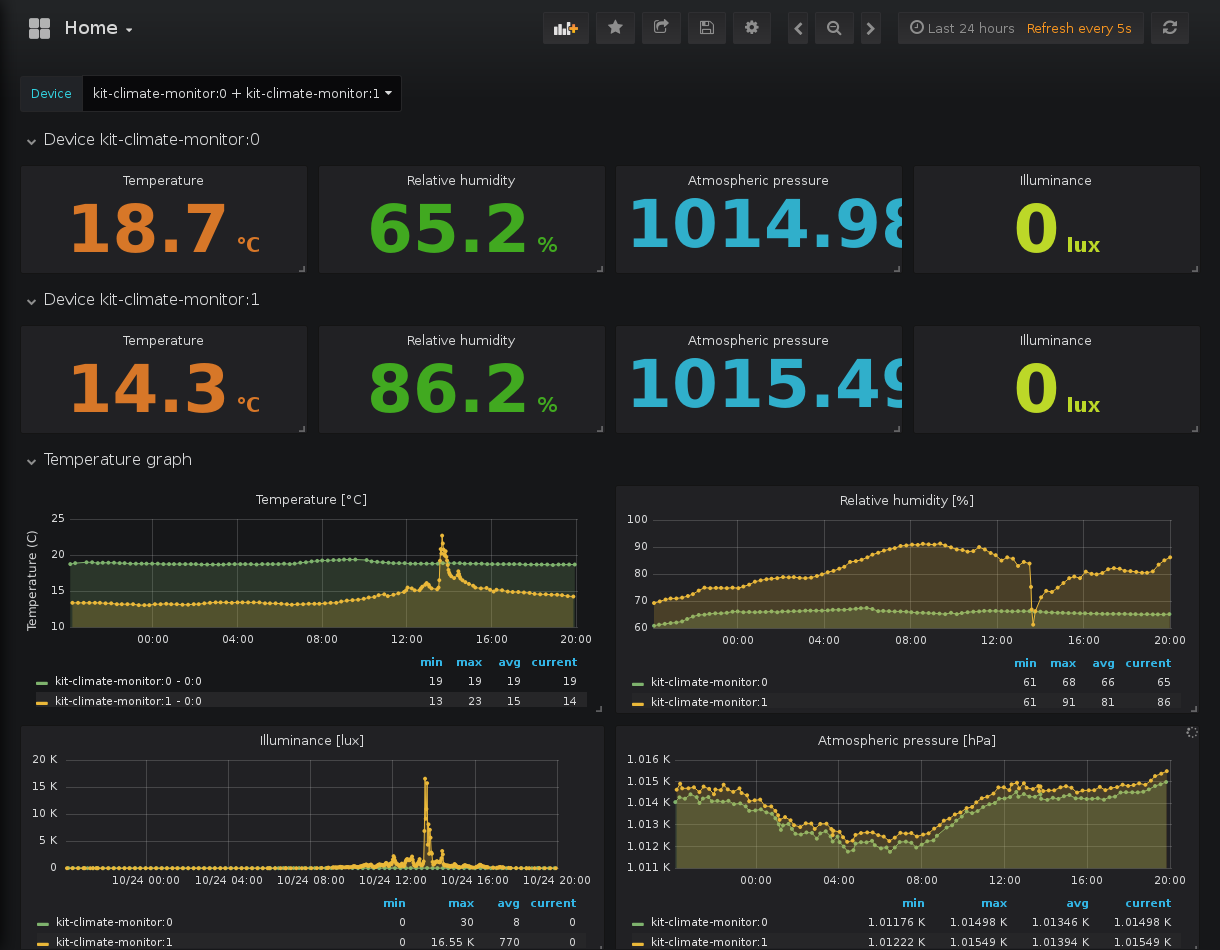 Home
Last 24 hours Refresh every 5s
Device kit-climate-monitor:0 + kit-climate-monitor:1
Device kit-climate-monitor:0
Temperature Relative humidity Atmospheric pressure Illuminance
18.7 °C 65.2 % 1014.98 0 lux
Device kit-climate-monitor:1
Temperature Relative humidity Atmospheric pressure Illuminance
14.3 °C 86.2 % 1015.49 0 lux
Temperature graph
Temperature [°C]
Temperature (C)
25
20
15
10
00:00 04:00 08:00 12:00 16:00 20:00
min max avg current
kit-climate-monitor:0 - 0:0 19 19 19 19
kit-climate-monitor:1 - 0:0 13 23 15 14
Relative humidity [%]
100
90
80
70
60
00:00 04:00 08:00 12:00 16:00 20:00
min max avg current
kit-climate-monitor:0 61 68 66 65
kit-climate-monitor:1 61 91 81 86
Illuminance [lux]
20 K
15 K
10 K
5 K
0
10/24 00:00 10/24 04:00 10/24 08:00 10/24 12:00 10/24 16:00 10/24 20:00
min max avg current
kit-climate-monitor:0 0 30 8 0
kit-climate-monitor:1 0 16.55 K 770 0
Atmospheric pressure [hPa]
1.016 K
1.015 K
1.014 K
1.013 K
1.012 K
1.011 K
00:00 04:00 08:00 12:00 16:00 20:00
min max avg current
kit-climate-monitor:0 1.01176 K 1.01498 K 1.01346 K 1.01498 K
kit-climate-monitor:1 1.01222 K 1.01549 K 1.01394 K 1.01549 K